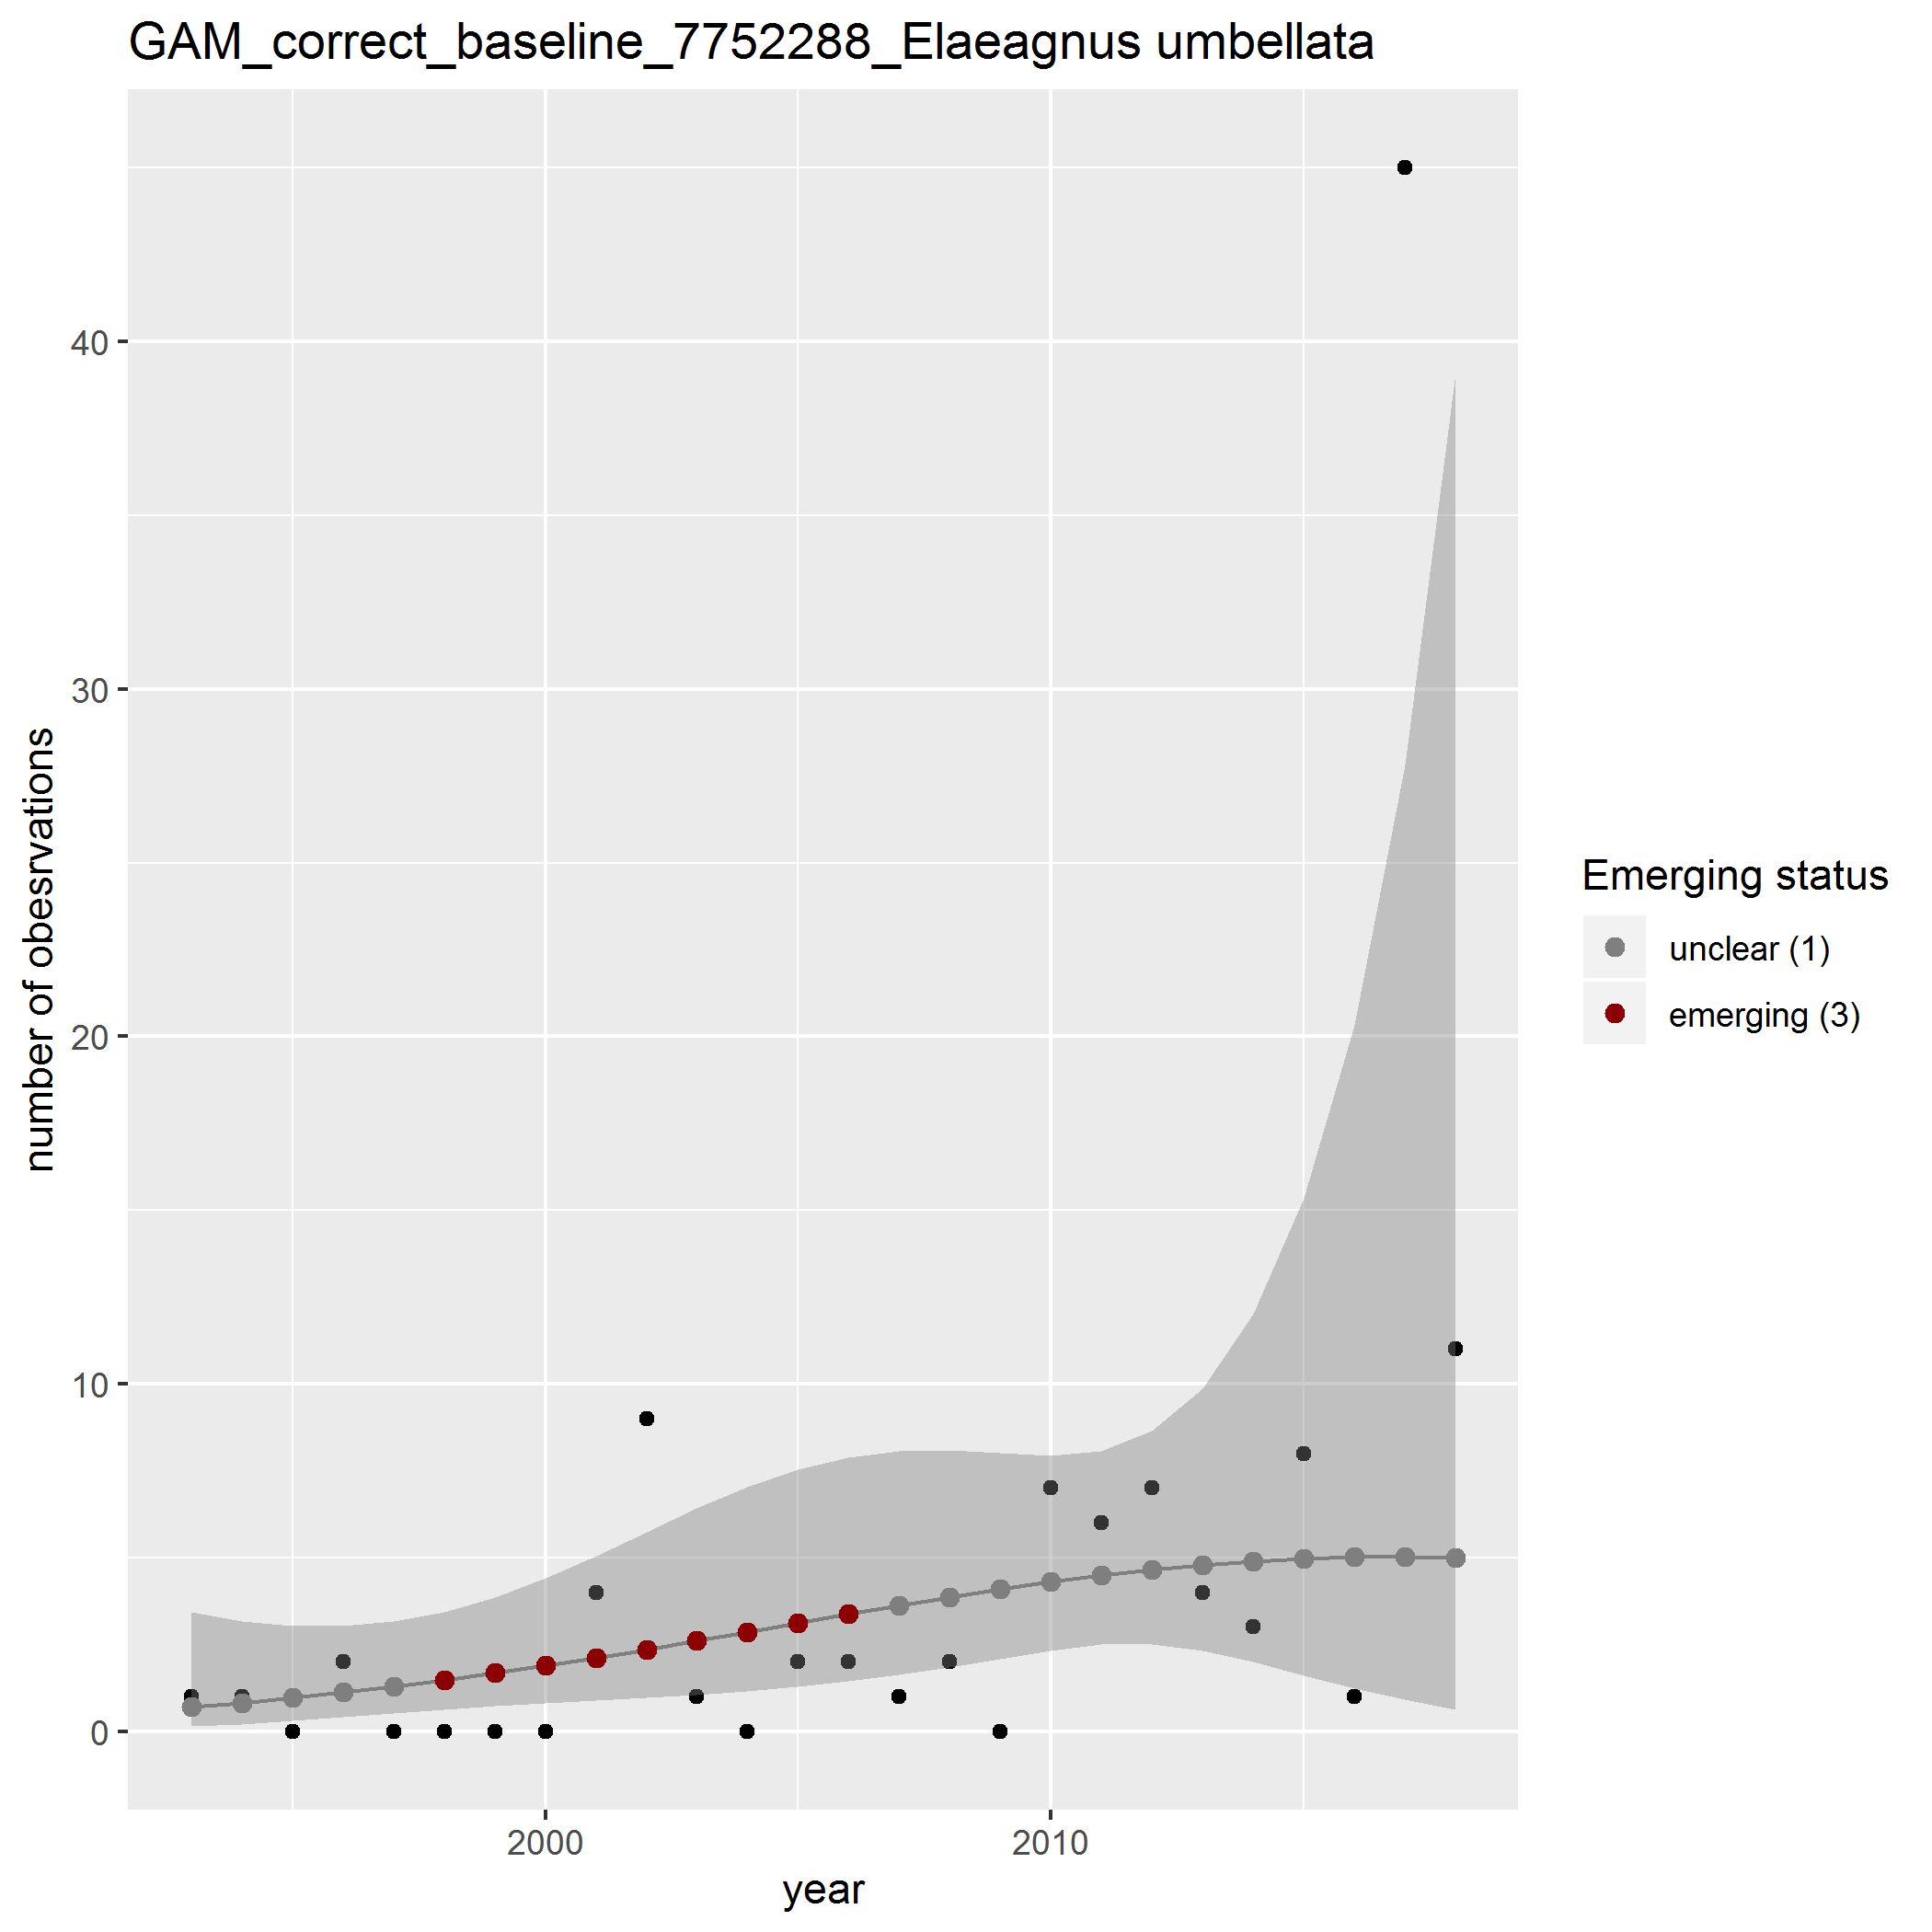 GAM_correct_baseline_7752288_Elaeagnus umbellata
number of obesrvations
40
30
20
10
0
2000
2010
year
Emerging status
unclear (1)
emerging (3)